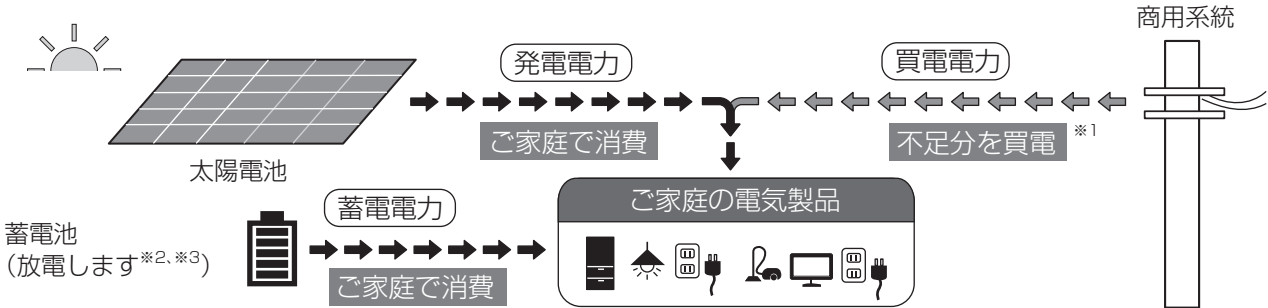 商用系統
発電電力
買電電力
ご家庭で消費
不足分を買電※1
太陽電池
蓄電電力
ご家庭の電気製品
蓄電池
(放電します※2、※3)
ご家庭で消費